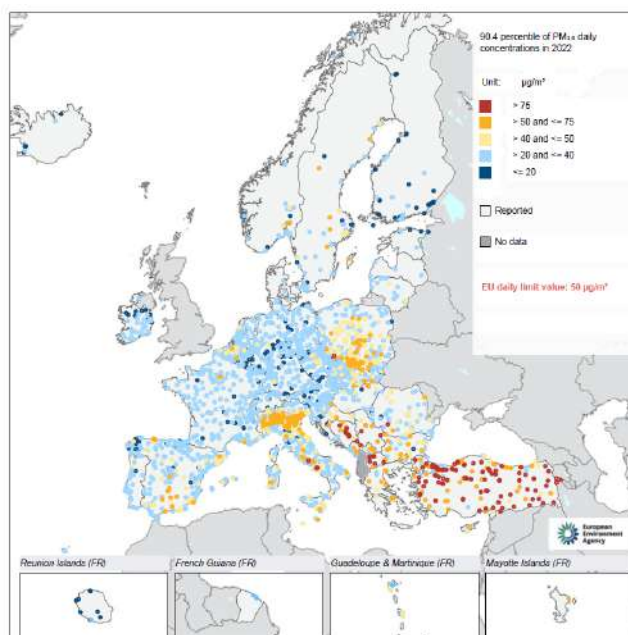 90.4 percentile of PM₁₀ daily
concentrations in 2022
Unit: µg/m³
> 75
> 50 and <= 75
> 40 and <= 50
> 20 and <= 40
<= 20
Reported
No data
EU daily limit value: 50 µg/m³
European
Environment
Agency
Reunion Islands (FR)
French Guiana (FR)
Guadeloupe & Martinique (FR)
Mayotte Islands (FR)